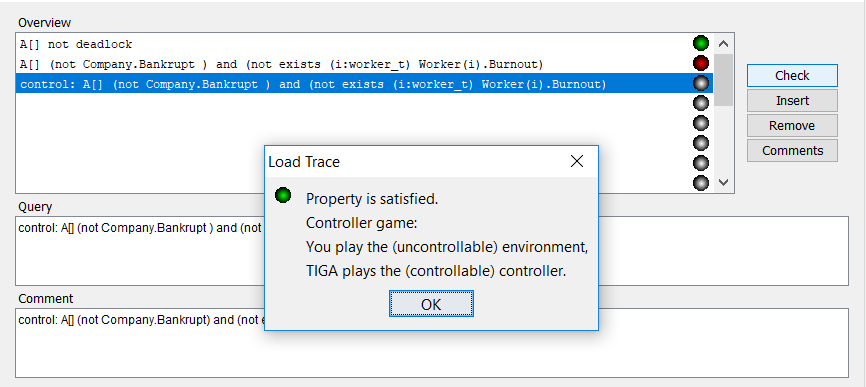 Overview
A[] not deadlock
A[] (not Company.Bankrupt ) and (not exists (i:worker_t) Worker(i).Burnout)
control: A[] (not Company.Bankrupt ) and (not exists (i:worker_t) Worker(i).Burnout)
Check
Insert
Remove
Comments
Load Trace
Property is satisfied.
Controller game:
You play the (uncontrollable) environment,
TIGA plays the (controllable) controller.
OK
Query
control: A[] (not Company.Bankrupt ) and (not
Comment
control: A[] (not Company.Bankrupt) and (not e